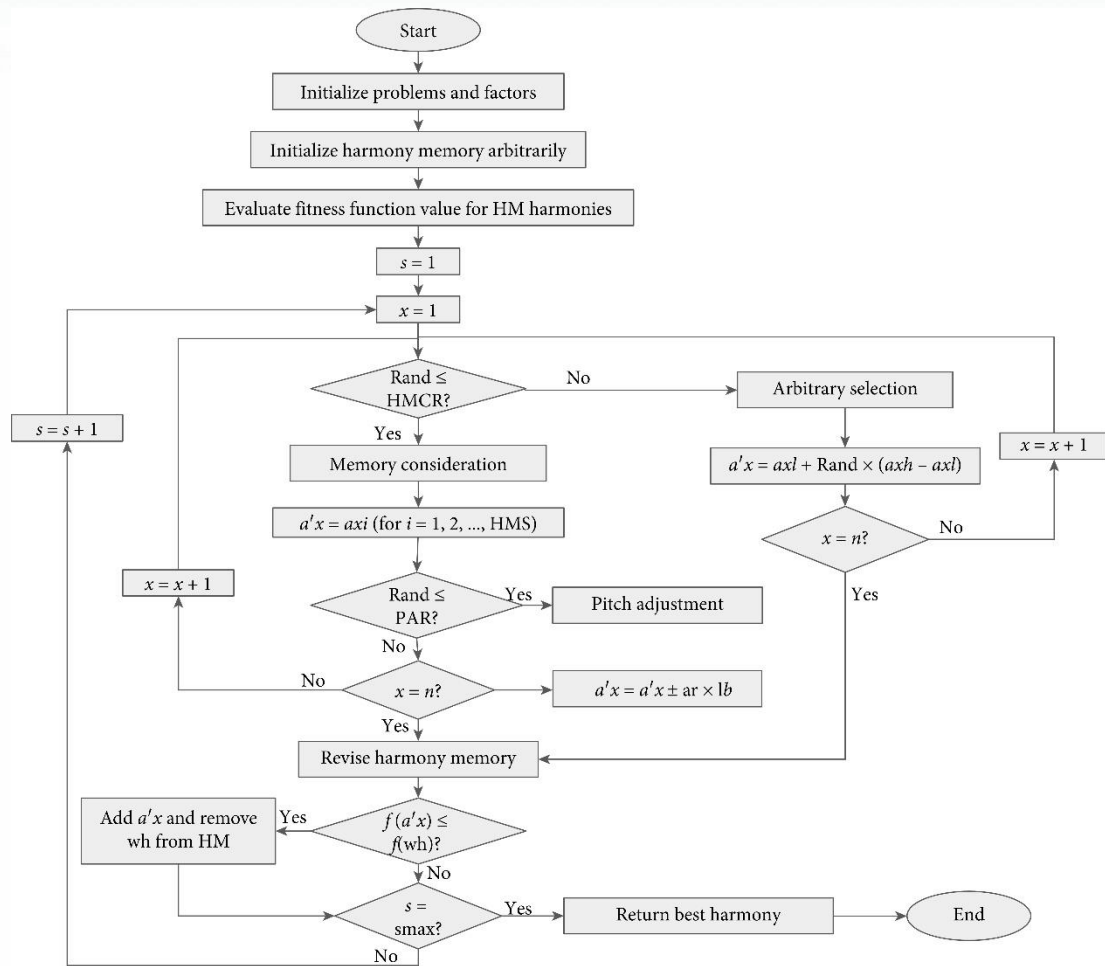 Start
Initialize problems and factors
Initialize harmony memory arbitrarily
Evaluate fitness function value for HM harmonies
s = 1
x = 1
Rand ≤
HMCR?
No
Arbitrary selection
s = s + 1
Yes
x = x + 1
Memory consideration
a′x = axl + Rand × (axh – axl)
a′x = axi (for i = 1, 2, ..., HMS)
x = n?
No
x = x + 1
Rand ≤
PAR?
Yes
Pitch adjustment
Yes
No
No
x = n?
a′x = a′x ± ar × lb
Yes
Revise harmony memory
Add a′x and remove
wh from HM
Yes
f (a′x) ≤
f(wh)?
No
s =
smax?
Yes
Return best harmony
End
No